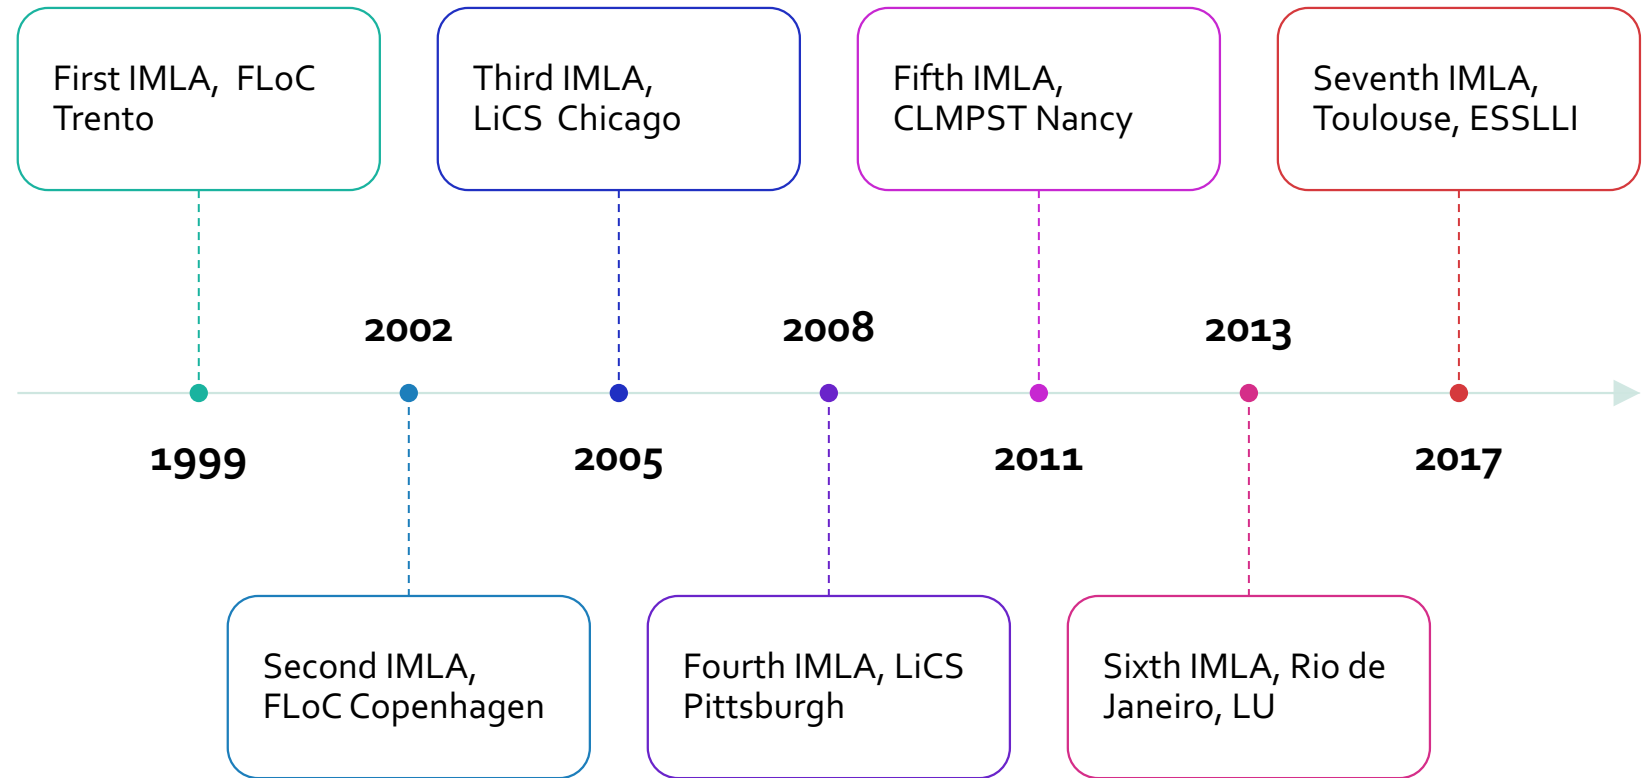 First IMLA, FLoC
Trento
Third IMLA,
LiCS Chicago
Fifth IMLA,
CLMPST Nancy
Seventh IMLA,
Toulouse, ESSLLI
2002
2008
2013
1999
2005
2011
2017
Second IMLA,
FLoC Copenhagen
Fourth IMLA, LiCS
Pittsburgh
Sixth IMLA, Rio de
Janeiro, LU